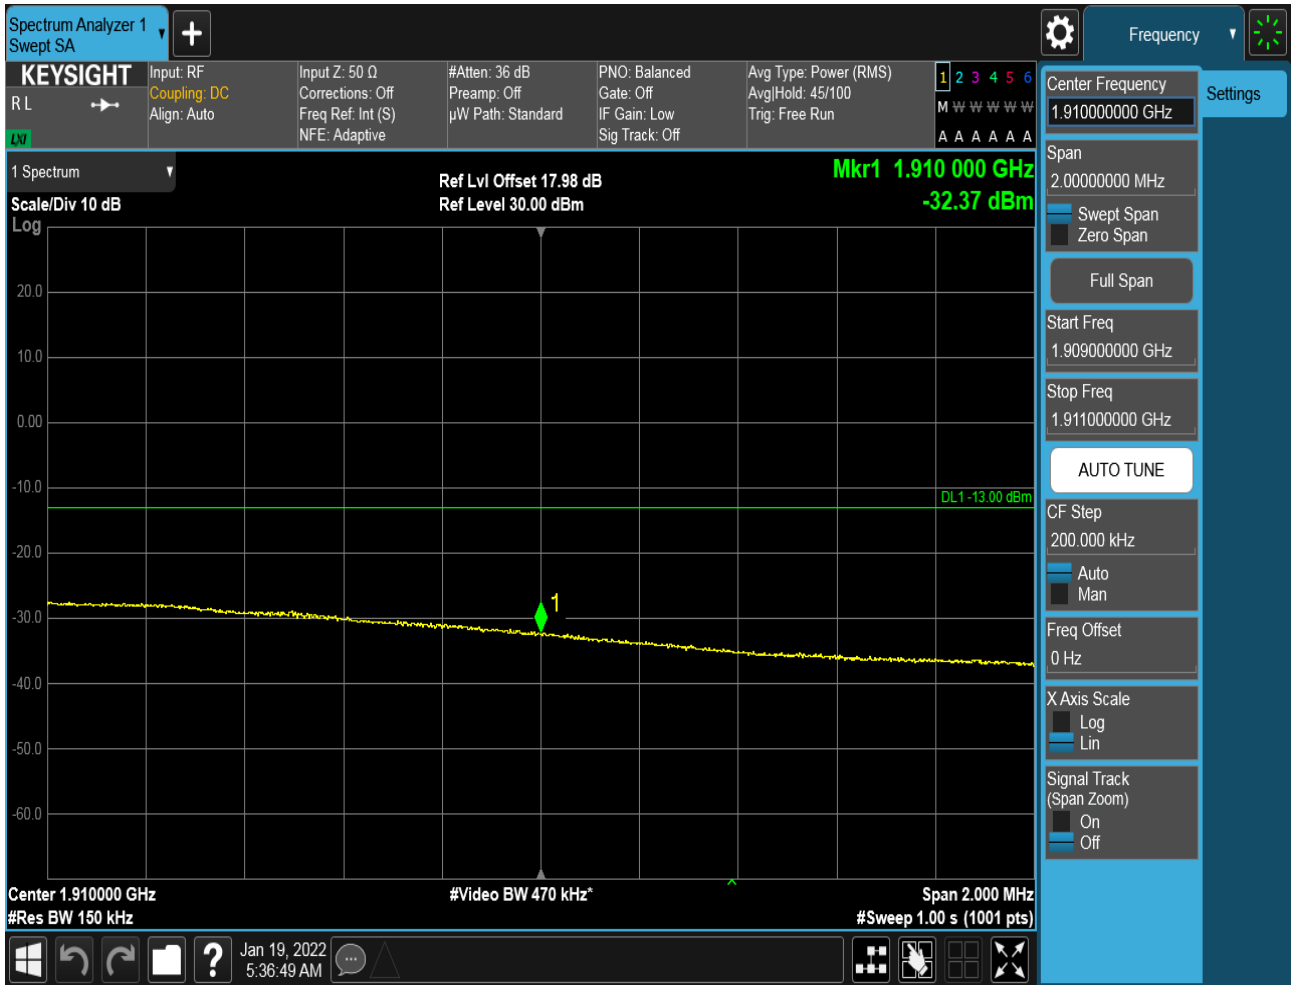 Spectrum Analyzer 1
Swept SA
Frequency
KEYSIGHT
R L
LXI
Input: RF
Coupling: DC
Align: Auto
Input Z: 50 Ω
Corrections: Off
Freq Ref: Int (S)
NFE: Adaptive
#Atten: 36 dB
Preamp: Off
µW Path: Standard
PNO: Balanced
Gate: Off
IF Gain: Low
Sig Track: Off
Avg Type: Power (RMS)
Avg|Hold: 45/100
Trig: Free Run
1 2 3 4 5 6
M W W W W W
A A A A A A
1 Spectrum
Scale/Div 10 dB
Log
Ref Lvl Offset 17.98 dB
Ref Level 30.00 dBm
Mkr1 1.910 000 GHz
-32.37 dBm
20.0
10.0
0.00
-10.0
-20.0
-30.0
-40.0
-50.0
-60.0
DL1 -13.00 dBm
1
Center 1.910000 GHz
#Res BW 150 kHz
#Video BW 470 kHz*
Span 2.000 MHz
#Sweep 1.00 s (1001 pts)
Jan 19, 2022
5:36:49 AM
?
Center Frequency
1.910000000 GHz
Settings
Span
2.00000000 MHz
Swept Span
Zero Span
Full Span
Start Freq
1.909000000 GHz
Stop Freq
1.911000000 GHz
AUTO TUNE
CF Step
200.000 kHz
Auto
Man
Freq Offset
0 Hz
X Axis Scale
Log
Lin
Signal Track
(Span Zoom)
On
Off